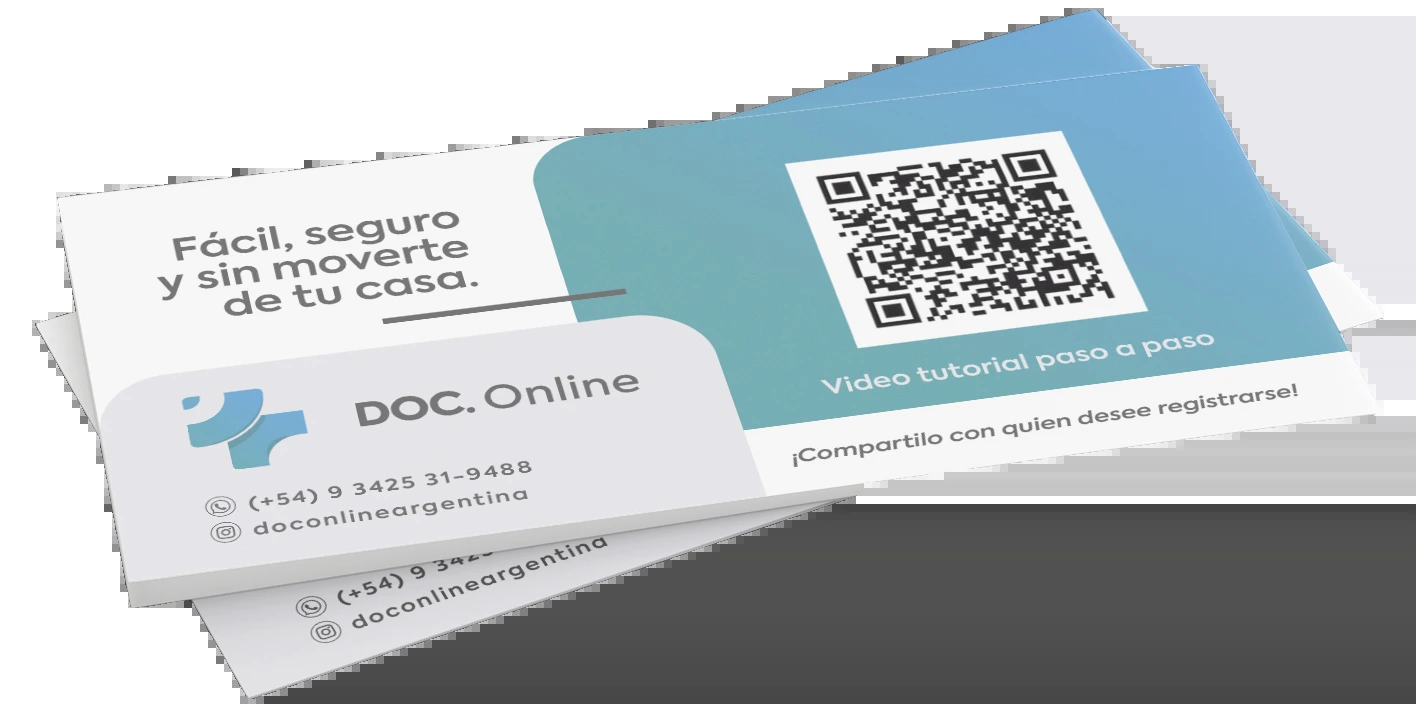 Fácil, seguro
y sin moverte
de tu casa.
DOC. Online
(+54) 9 3425 31-9488
doconlineargentina
Video tutorial paso a paso
¡Compartilo con quien desee registrarse!
(+54) 9 342
doconlineargentina